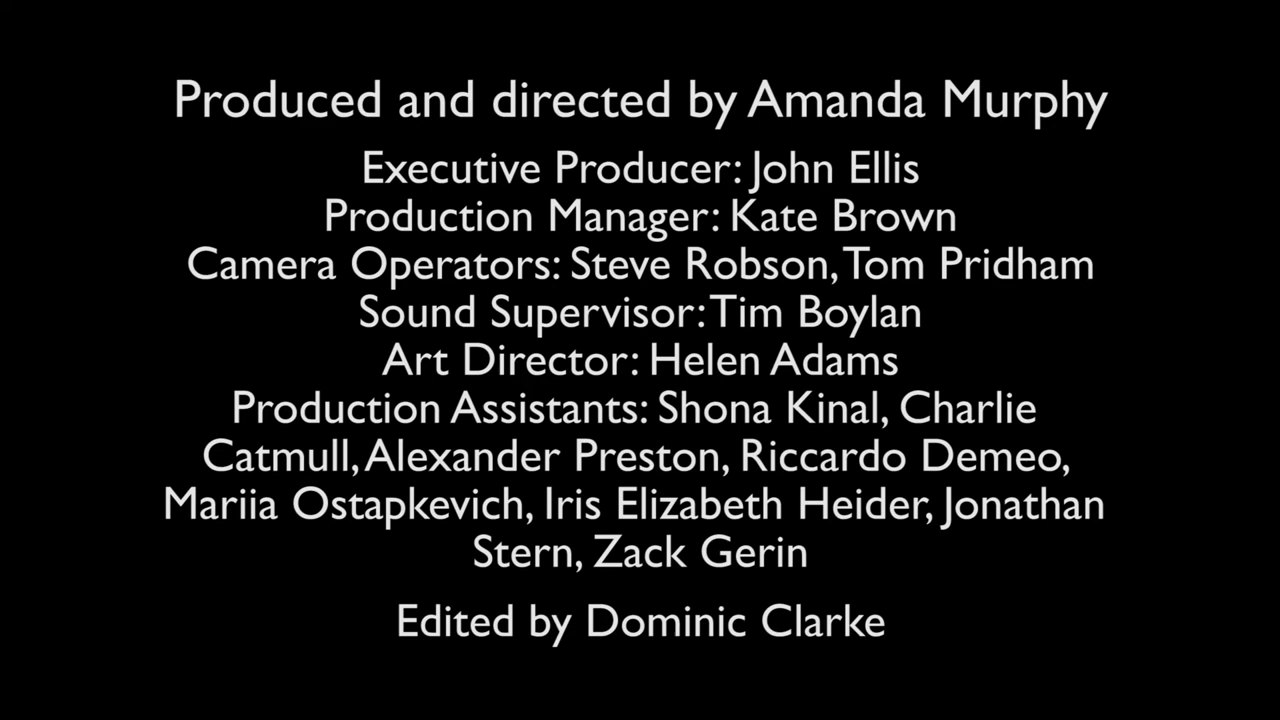 Produced and directed by Amanda Murphy
Executive Producer: John Ellis
Production Manager: Kate Brown
Camera Operators: Steve Robson, Tom Pridham
Sound Supervisor: Tim Boylan
Art Director: Helen Adams
Production Assistants: Shona Kinal, Charlie
Catmull, Alexander Preston, Riccardo Demeo,
Mariia Ostapkevich, Iris Elizabeth Heider, Jonathan
Stern, Zack Gerin
Edited by Dominic Clarke